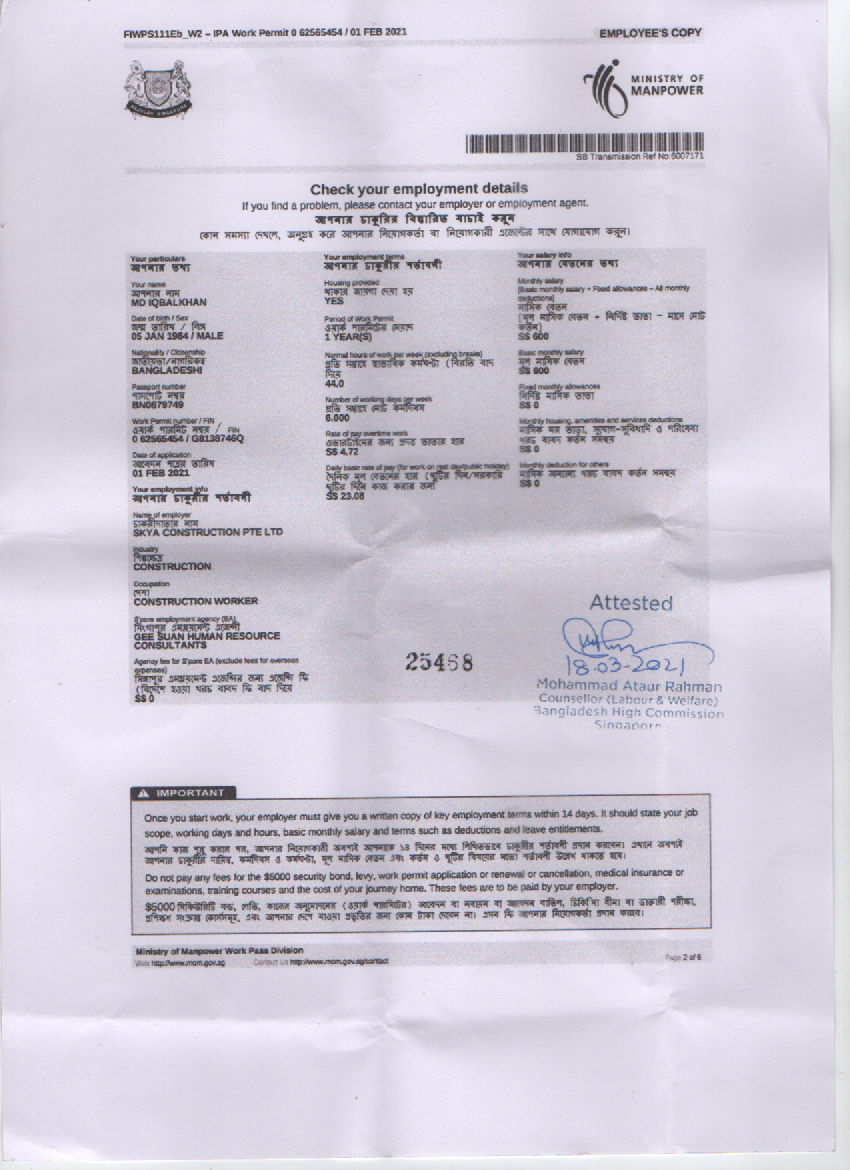 FIWPS111Eb_W2 – IPA Work Permit 0 62565454 / 01 FEB 2021
EMPLOYEE'S COPY
MINISTRY OF
MANPOWER
SB Transmission Ref No:6007171
Check your employment details
If you find a problem, please contact your employer or employment agent.
আপনার চাকুরির বিস্তারিত যাচাই করুন
কোন সমস্যা দেখলে, অনুগ্রহ করে আপনার নিয়োগকর্তা বা নিয়োগকারী এজেন্টের সাথে যোগাযোগ করুন।
Your particulars
আপনার তথ্য
Your name
আপনার নাম
MD IQBALKHAN
Date of birth / Sex
জন্ম তারিখ / লিঙ্গ
05 JAN 1984 / MALE
Nationality / Citizenship
জাতীয়তা/নাগরিকত্ব
BANGLADESHI
Passport number
পাসপোর্ট নম্বর
BN0679749
Work Permit number / FIN
ওয়ার্ক পারমিট নম্বর / FIN
0 62565454 / G8138746Q
Date of application
আবেদন পত্রের তারিখ
01 FEB 2021
Your employment info
আপনার চাকুরীর শর্তাবলী
Name of employer
চাকরীদাতার নাম
SKYA CONSTRUCTION PTE LTD
Industry
CONSTRUCTION
Occupation
পেশা
CONSTRUCTION WORKER
S'pore employment agency (EA)
সিংগাপুর এমপ্লয়মেন্ট এজেন্সী
GEE SUAN HUMAN RESOURCE
CONSULTANTS
Agency fee for S'pore EA (exclude fees for overseas
expenses)
সিঙ্গাপুর এমপ্লয়মেন্ট এজেন্সির জন্য এজেন্সি ফি
(বিদেশে হওয়া খরচ বাবদ ফি বাদ দিয়ে
S$ 0
Your employment terms
আপনার চাকুরীর শর্তাবলী
Housing provided
থাকার জায়গা দেয়া হয়
YES
Period of Work Permit
ওয়ার্ক পারমিটের মেয়াদ
1 YEAR(S)
Normal hours of work per week (excluding breaks)
প্রতি সপ্তাহে স্বাভাবিক কর্মঘন্টা (বিরতি বাদ
দিয়ে
44.0
Number of working days per week
প্রতি সপ্তাহে মোট কর্মদিবস
6.000
Rate of pay overtime work
ওভারটাইমের জন্য প্রদত্ত ভাতার হার
S$ 4.72
Daily basic rate of pay (for work on rest day/public holiday)
দৈনিক মূল বেতনের হার (ছুটির দিন/সরকারি
ছুটির দিনে কাজ করার জন্য
S$ 23.08
Your salary info
আপনার বেতনের তথ্য
Monthly salary
[Basic monthly salary + Fixed allowances – All monthly
deductions]
মাসিক বেতন
[মূল মাসিক বেতন + নির্দিষ্ট ভাতা – মাসে মোট
কর্তন]
S$ 600
Basic monthly salary
মূল মাসিক বেতন
S$ 600
Fixed monthly allowances
নির্দিষ্ট মাসিক ভাতা
S$ 0
Monthly housing, amenities and services deductions
মাসিক ঘর ভাড়া, সুযোগ-সুবিধাদি ও পরিষেবা
খরচ বাবদ কর্তন সমন্বয়
S$ 0
Monthly deduction for others
মাসিক অন্যান্য খরচ বাবদ কর্তন সমন্বয়
S$ 0
25468
Attested
18-03-2021
Mohammad Ataur Rahman
Counsellor (Labour & Welfare)
Bangladesh High Commission
Singapore
IMPORTANT
Once you start work, your employer must give you a written copy of key employment terms within 14 days. It should state your job
scope, working days and hours, basic monthly salary and terms such as deductions and leave entitlements.
আপনি কাজ শুরু করার পর, আপনার নিয়োগকারী অবশ্যই আপনাকে ১৪ দিনের মধ্যে লিখিতভাবে চাকুরীর শর্তাবলী প্রদান করবেন। এখানে অবশ্যই
আপনার চাকুরীর দায়িত্ব, কর্মদিবস ও কর্মঘন্টা, মূল মাসিক বেতন এবং কর্তন ও ছুটির বিষয়ের মতো শর্তাবলী উল্লেখ থাকতে হবে।
Do not pay any fees for the $5000 security bond, levy, work permit application or renewal or cancellation, medical insurance or
examinations, training courses and the cost of your journey home. These fees are to be paid by your employer.
$5000 সিকিউরিটি বন্ড, লেভি, কাজের অনুমোদনের (ওয়ার্ক পারমিটের) আবেদন বা নবায়ন বা আবেদন বাতিল, চিকিৎসা বীমা বা ডাক্তারী পরীক্ষা,
প্রশিক্ষণ সংক্রান্ত কোর্সসমূহ, এবং আপনার দেশে যাওয়া প্রভৃতির জন্য কোন টাকা দেবেন না। এসব ফি আপনার নিয়োগকর্তা প্রদান করবে।
Ministry of Manpower Work Pass Division
Web http://www.mom.gov.sg Contact Us http://www.mom.gov.sg/contact
Page 2 of 6